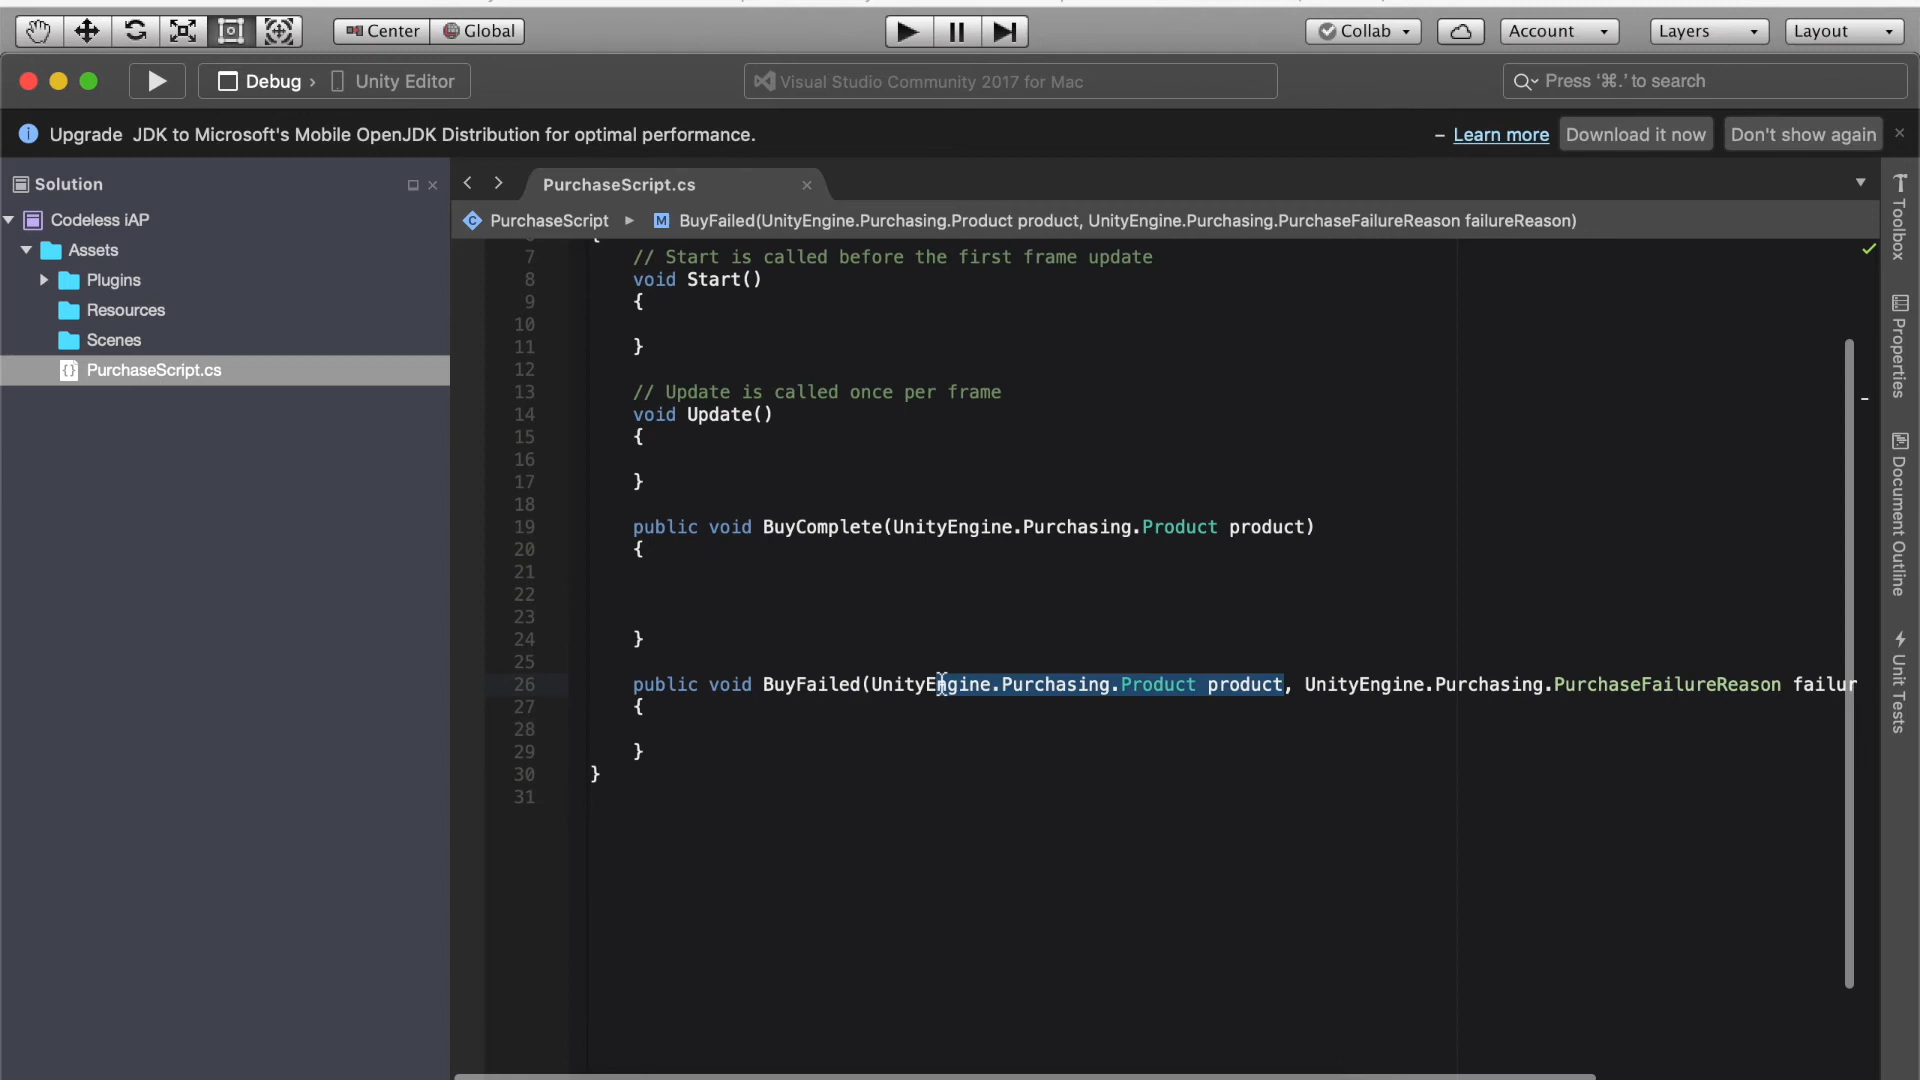 Center Global Collab Account Layers Layout
Debug › Unity Editor Visual Studio Community 2017 for Mac Press ‘⌘.’ to search
Upgrade JDK to Microsoft's Mobile OpenJDK Distribution for optimal performance. – Learn more Download it now Don't show again
Solution
Codeless iAP
Assets
Plugins
Resources
Scenes
PurchaseScript.cs
PurchaseScript.cs
PurchaseScript BuyFailed(UnityEngine.Purchasing.Product product, UnityEngine.Purchasing.PurchaseFailureReason failureReason)
7 // Start is called before the first frame update
8 void Start()
9 {
10
11 }
12
13 // Update is called once per frame
14 void Update()
15 {
16
17 }
18
19 public void BuyComplete(UnityEngine.Purchasing.Product product)
20 {
21
22
23
24 }
25
26 public void BuyFailed(UnityEngine.Purchasing.Product product, UnityEngine.Purchasing.PurchaseFailureReason failur
27 {
28
29 }
30 }
31
Toolbox
Properties
Document Outline
Unit Tests